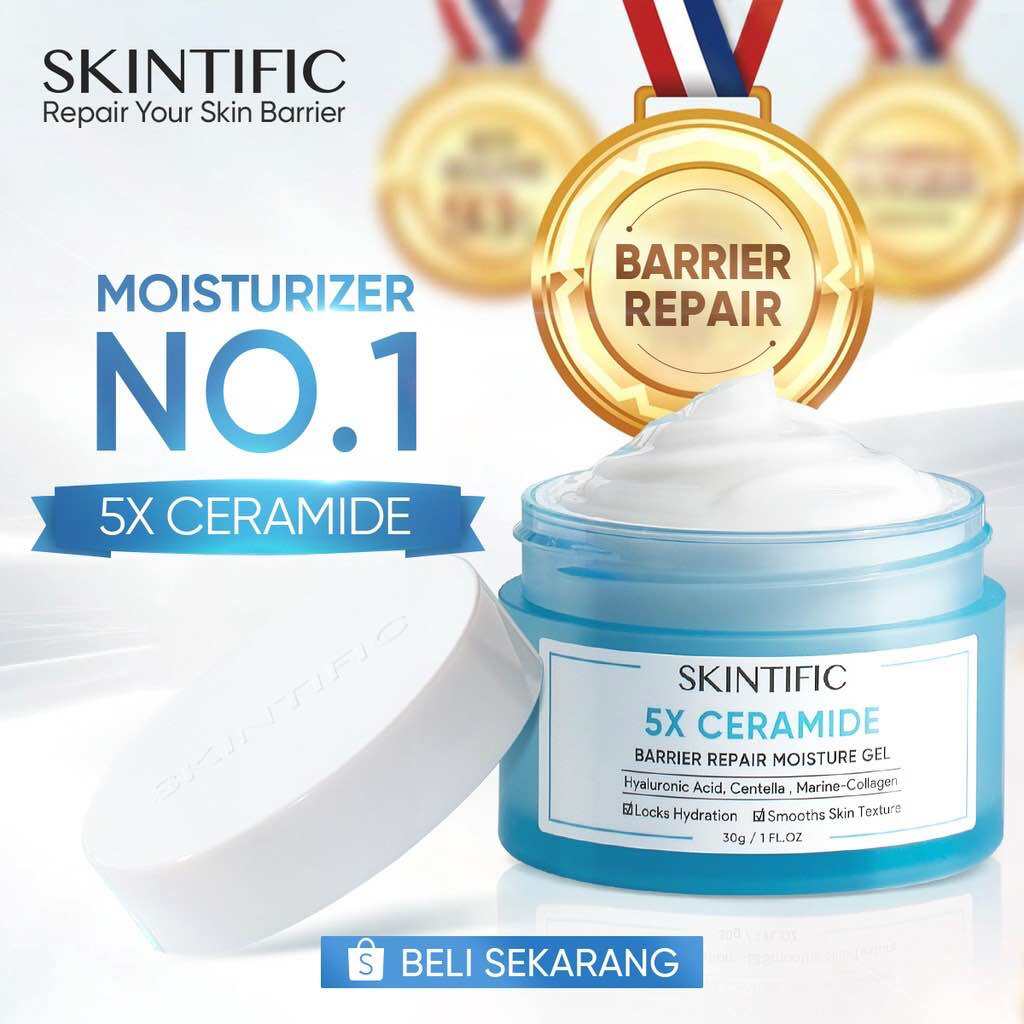 SKINTIFIC
Repair Your Skin Barrier
BARRIER
REPAIR
MOISTURIZER
NO.1
5X CERAMIDE
SKINTIFIC
SKINTIFIC
5X CERAMIDE
BARRIER REPAIR MOISTURE GEL
Hyaluronic Acid, Centella , Marine-Collagen
☑Locks Hydration ☑Smooths Skin Texture
30g / 1 FL.OZ
S BELI SEKARANG